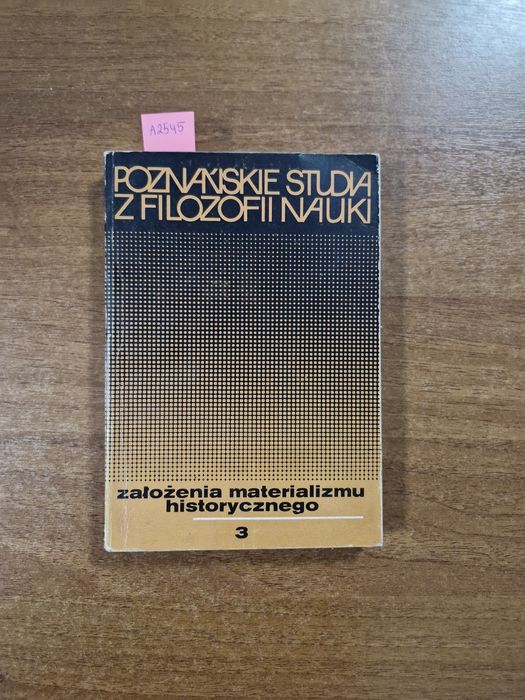 A2545
POZNAŃSKIE STUDIA
Z FILOZOFII NAUKI
założenia materializmu
historycznego
3